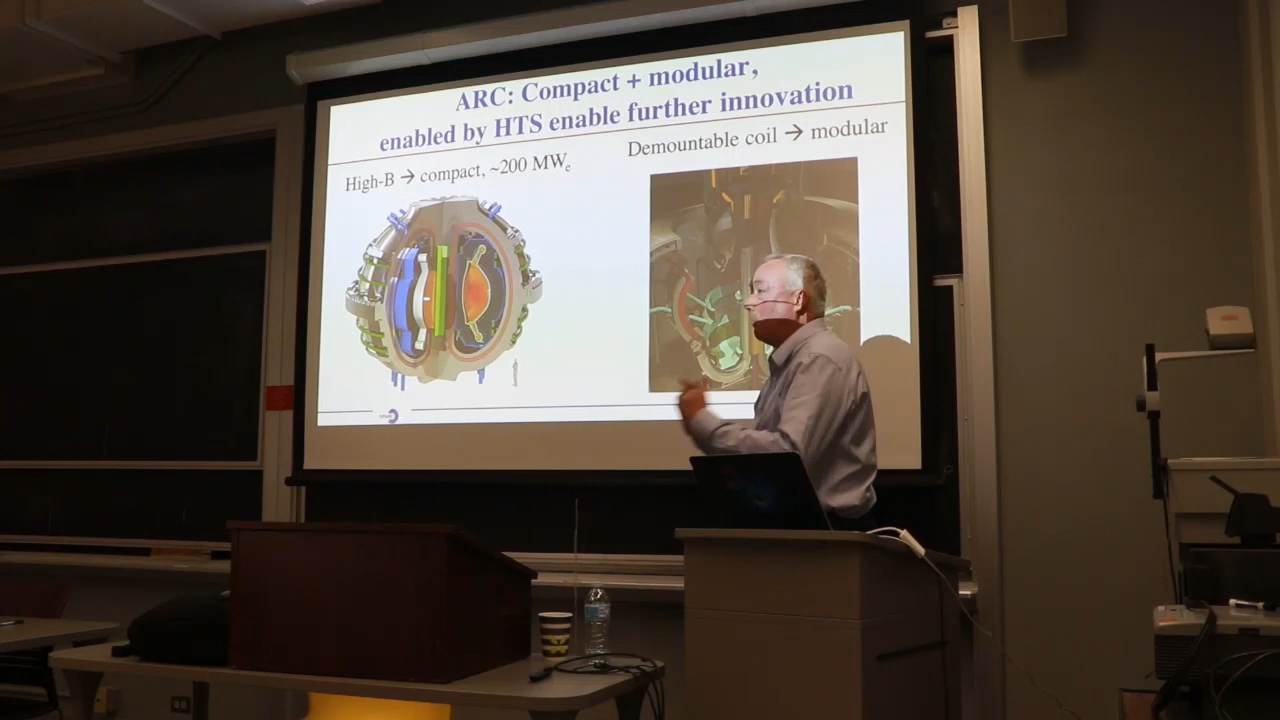 ARC: Compact + modular,
enabled by HTS enable further innovation
High-B → compact, ~200 MWe
Demountable coil → modular